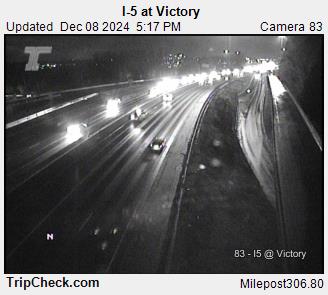 I-5 at Victory
Updated Dec 08 2024 5:17 PM Camera 83
T
N
83 - I5 @ Victory
TripCheck.com Milepost306.80